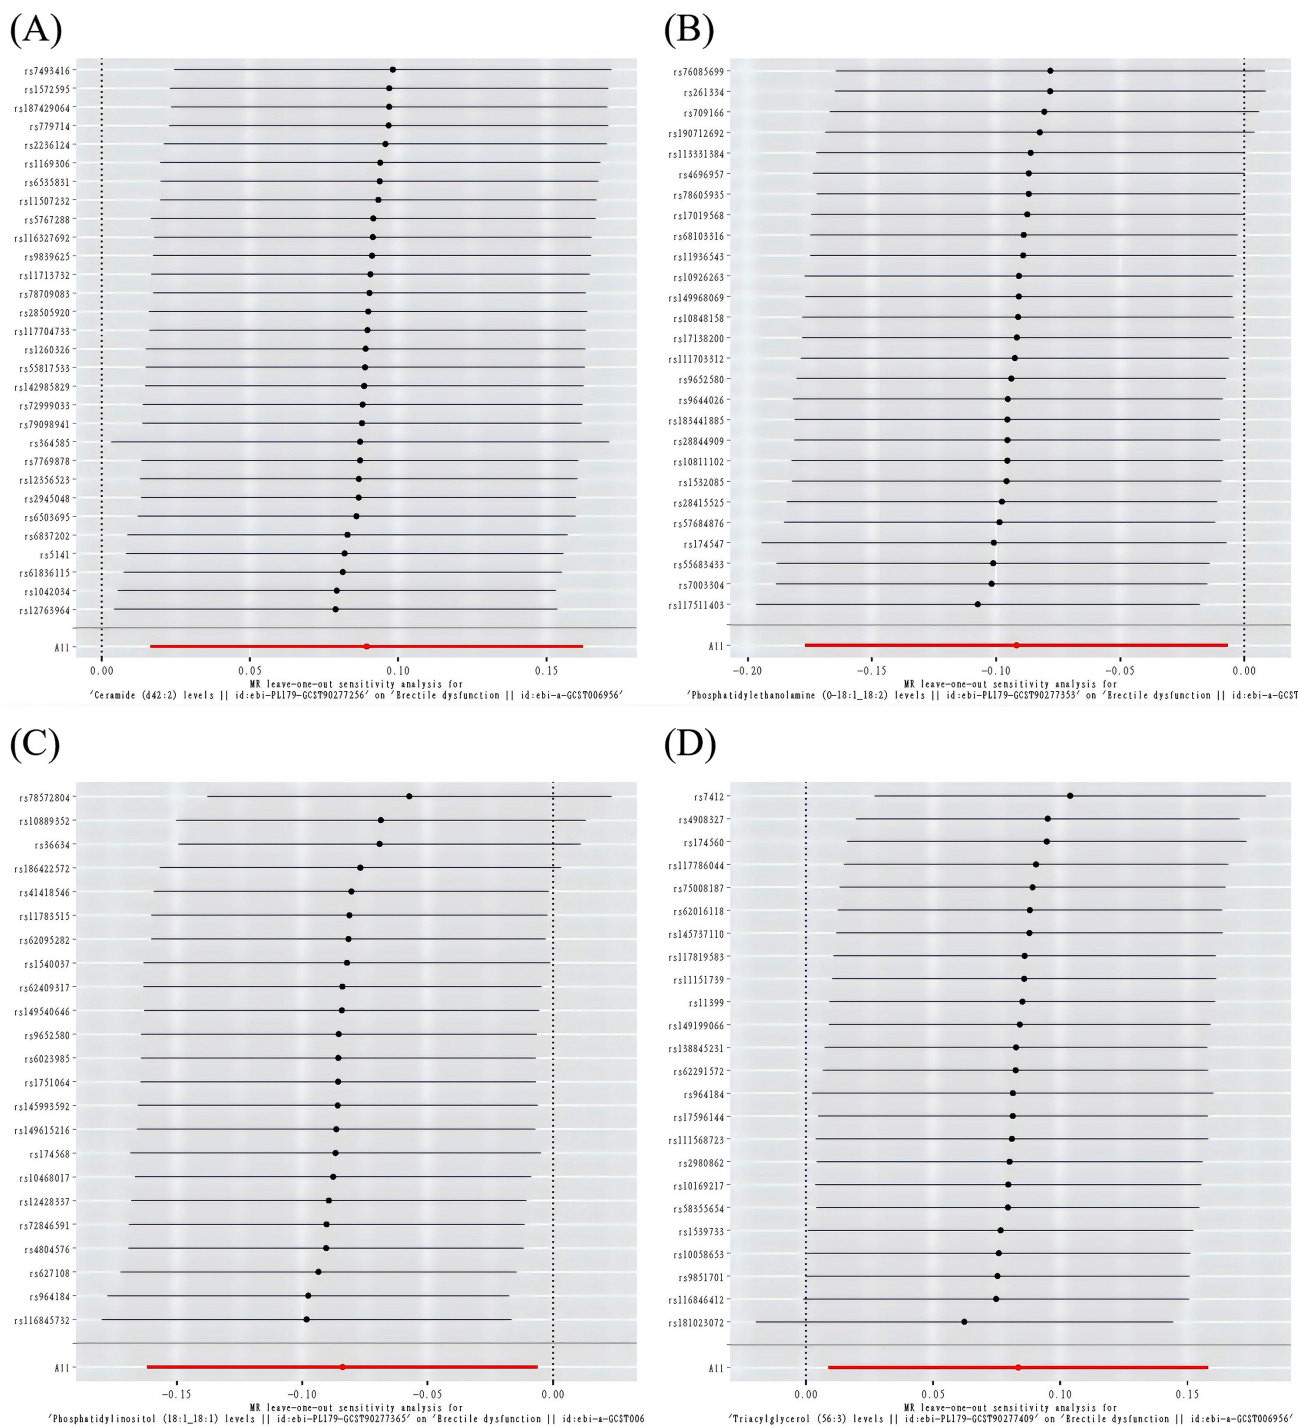 (A)
rs7493416
rs1572595
rs187429064
rs779714
rs2236124
rs1169306
rs6535831
rs11507232
rs5767288
rs116327692
rs9839625
rs11713732
rs78709083
rs28505920
rs117704733
rs1260326
rs55817533
rs142985829
rs72999033
rs79098941
rs364585
rs7769878
rs12356523
rs2945048
rs6503695
rs6837202
rs5141
rs61836115
rs1042034
rs12763964
All
0.00 0.05 0.10 0.15
MR leave-one-out sensitivity analysis for
'Ceramide (d42:2) levels || id:ebi-PL179-GCST90277256' on 'Erectile dysfunction || id:ebi-a-GCST006956'
(B)
rs76085699
rs261334
rs709166
rs190712692
rs113331384
rs4696957
rs78605935
rs17019568
rs68103316
rs11936543
rs10926263
rs149968069
rs10848158
rs17138200
rs111703312
rs9652580
rs9644026
rs183441885
rs28844909
rs10811102
rs1532085
rs28415525
rs57684876
rs174547
rs55683433
rs7003304
rs117511403
All
-0.20 -0.15 -0.10 -0.05 0.00
MR leave-one-out sensitivity analysis for
'Phosphatidylethanolamine (O-18:1_18:2) levels || id:ebi-PL179-GCST90277353' on 'Erectile dysfunction || id:ebi-a-GCST
(C)
rs78572804
rs10889352
rs36634
rs186422572
rs41418546
rs11783515
rs62095282
rs1540037
rs62409317
rs149540646
rs9652580
rs6023985
rs1751064
rs145993592
rs149615216
rs174568
rs10468017
rs12428337
rs72846591
rs4804576
rs627108
rs964184
rs116845732
All
-0.15 -0.10 -0.05 0.00
MR leave-one-out sensitivity analysis for
'Phosphatidylinositol (18:1_18:1) levels || id:ebi-PL179-GCST90277365' on 'Erectile dysfunction || id:ebi-a-GCST006
(D)
rs7412
rs4908327
rs174560
rs117786044
rs75008187
rs62016118
rs145737110
rs117819583
rs11151739
rs11399
rs149199066
rs138845231
rs62291572
rs964184
rs17596144
rs111568723
rs2980862
rs10169217
rs58355654
rs1539733
rs10058653
rs9851701
rs116846412
rs181023072
All
0.00 0.05 0.10 0.15
MR leave-one-out sensitivity analysis for
'Triacylglycerol (56:3) levels || id:ebi-PL179-GCST90277409' on 'Erectile dysfunction || id:ebi-a-GCST006956'